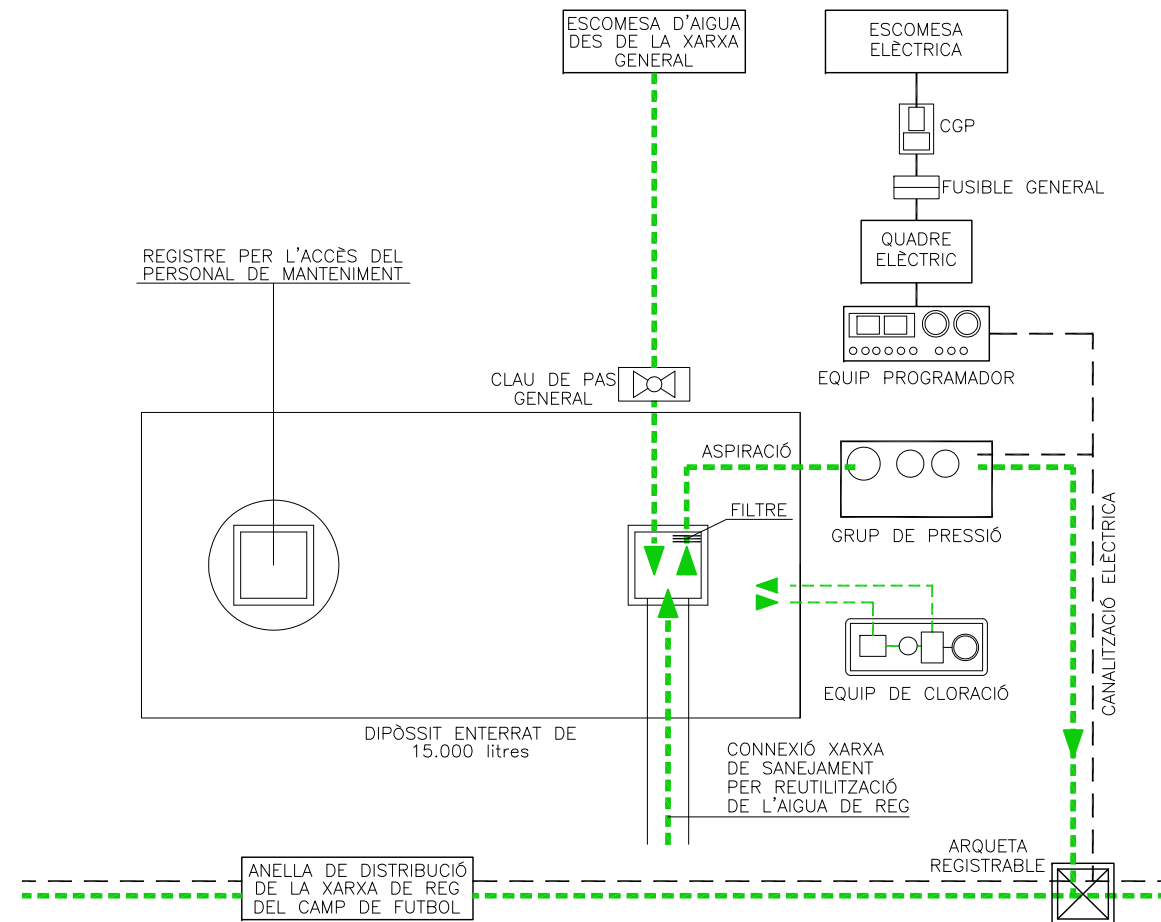 ESCOMESA D'AIGUA
DES DE LA XARXA
GENERAL
ESCOMESA
ELÈCTRICA
CGP
FUSIBLE GENERAL
QUADRE
ELÈCTRIC
REGISTRE PER L'ACCÈS DEL
PERSONAL DE MANTENIMENT
EQUIP PROGRAMADOR
CLAU DE PAS
GENERAL
ASPIRACIÓ
FILTRE
GRUP DE PRESSIÓ
CANALITZACIÓ ELÈCTRICA
EQUIP DE CLORACIÓ
DIPÒSSIT ENTERRAT DE
15.000 litres
CONNEXIÓ XARXA
DE SANEJAMENT
PER REUTILITZACIÓ
DE L'AIGUA DE REG
ARQUETA
REGISTRABLE
ANELLA DE DISTRIBUCIÓ
DE LA XARXA DE REG
DEL CAMP DE FUTBOL